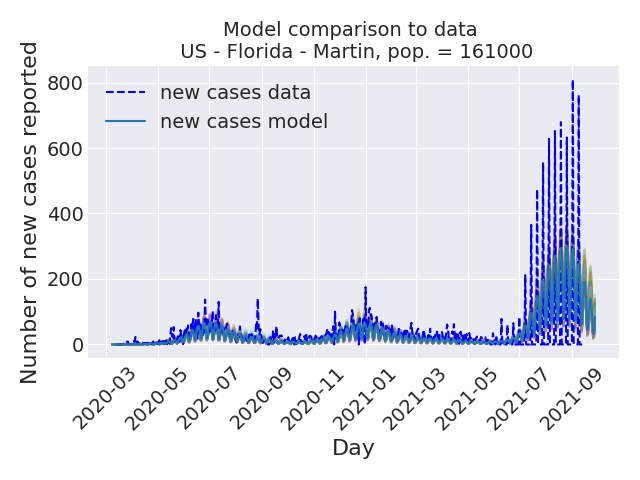 Model comparison to data
US - Florida - Martin, pop. = 161000
new cases data
new cases model
Number of new cases reported
800
600
400
200
0
2020-03
2020-05
2020-07
2020-09
2020-11
2021-01
2021-03
2021-05
2021-07
2021-09
Day